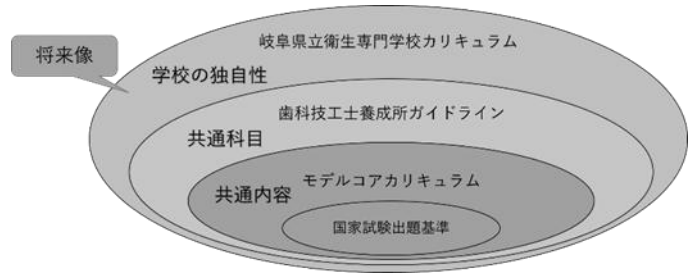 岐阜県立衛生専門学校カリキュラム
将来像
学校の独自性
歯科技工士養成所ガイドライン
共通科目
モデルコアカリキュラム
共通内容
国家試験出題基準